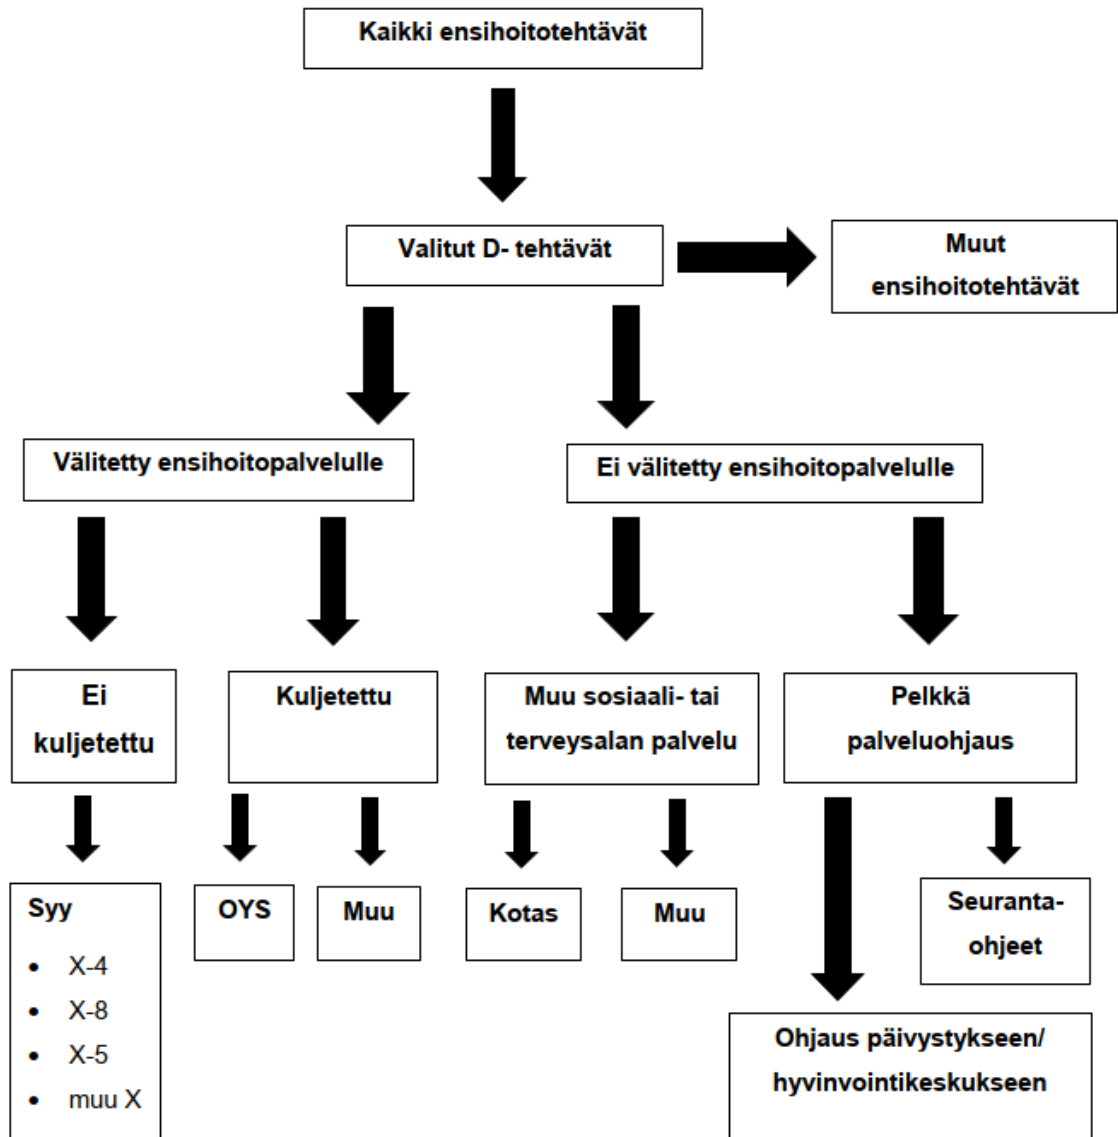 Kaikki ensihoitotehtävät
Valitut D- tehtävät
Muut
ensihoitotehtävät
Välitetty ensihoitopalvelulle
Ei välitetty ensihoitopalvelulle
Ei
kuljetettu
Kuljetettu
Muu sosiaali- tai
terveysalan palvelu
Pelkkä
palveluohjaus
Syy
• X-4
• X-8
• X-5
• muu X
OYS
Muu
Kotas
Muu
Seuranta-
ohjeet
Ohjaus päivystykseen/
hyvinvointikeskukseen